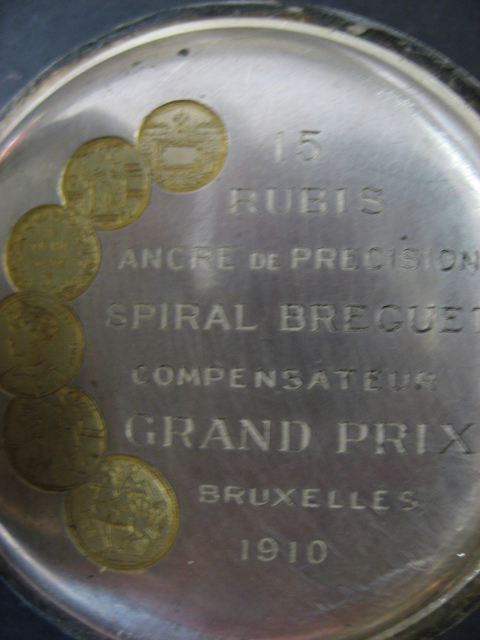 15
RUBIS
ANCRE DE PRECISION
SPIRAL BREGUET
COMPENSATEUR
GRAND PRIX
BRUXELLES
1910